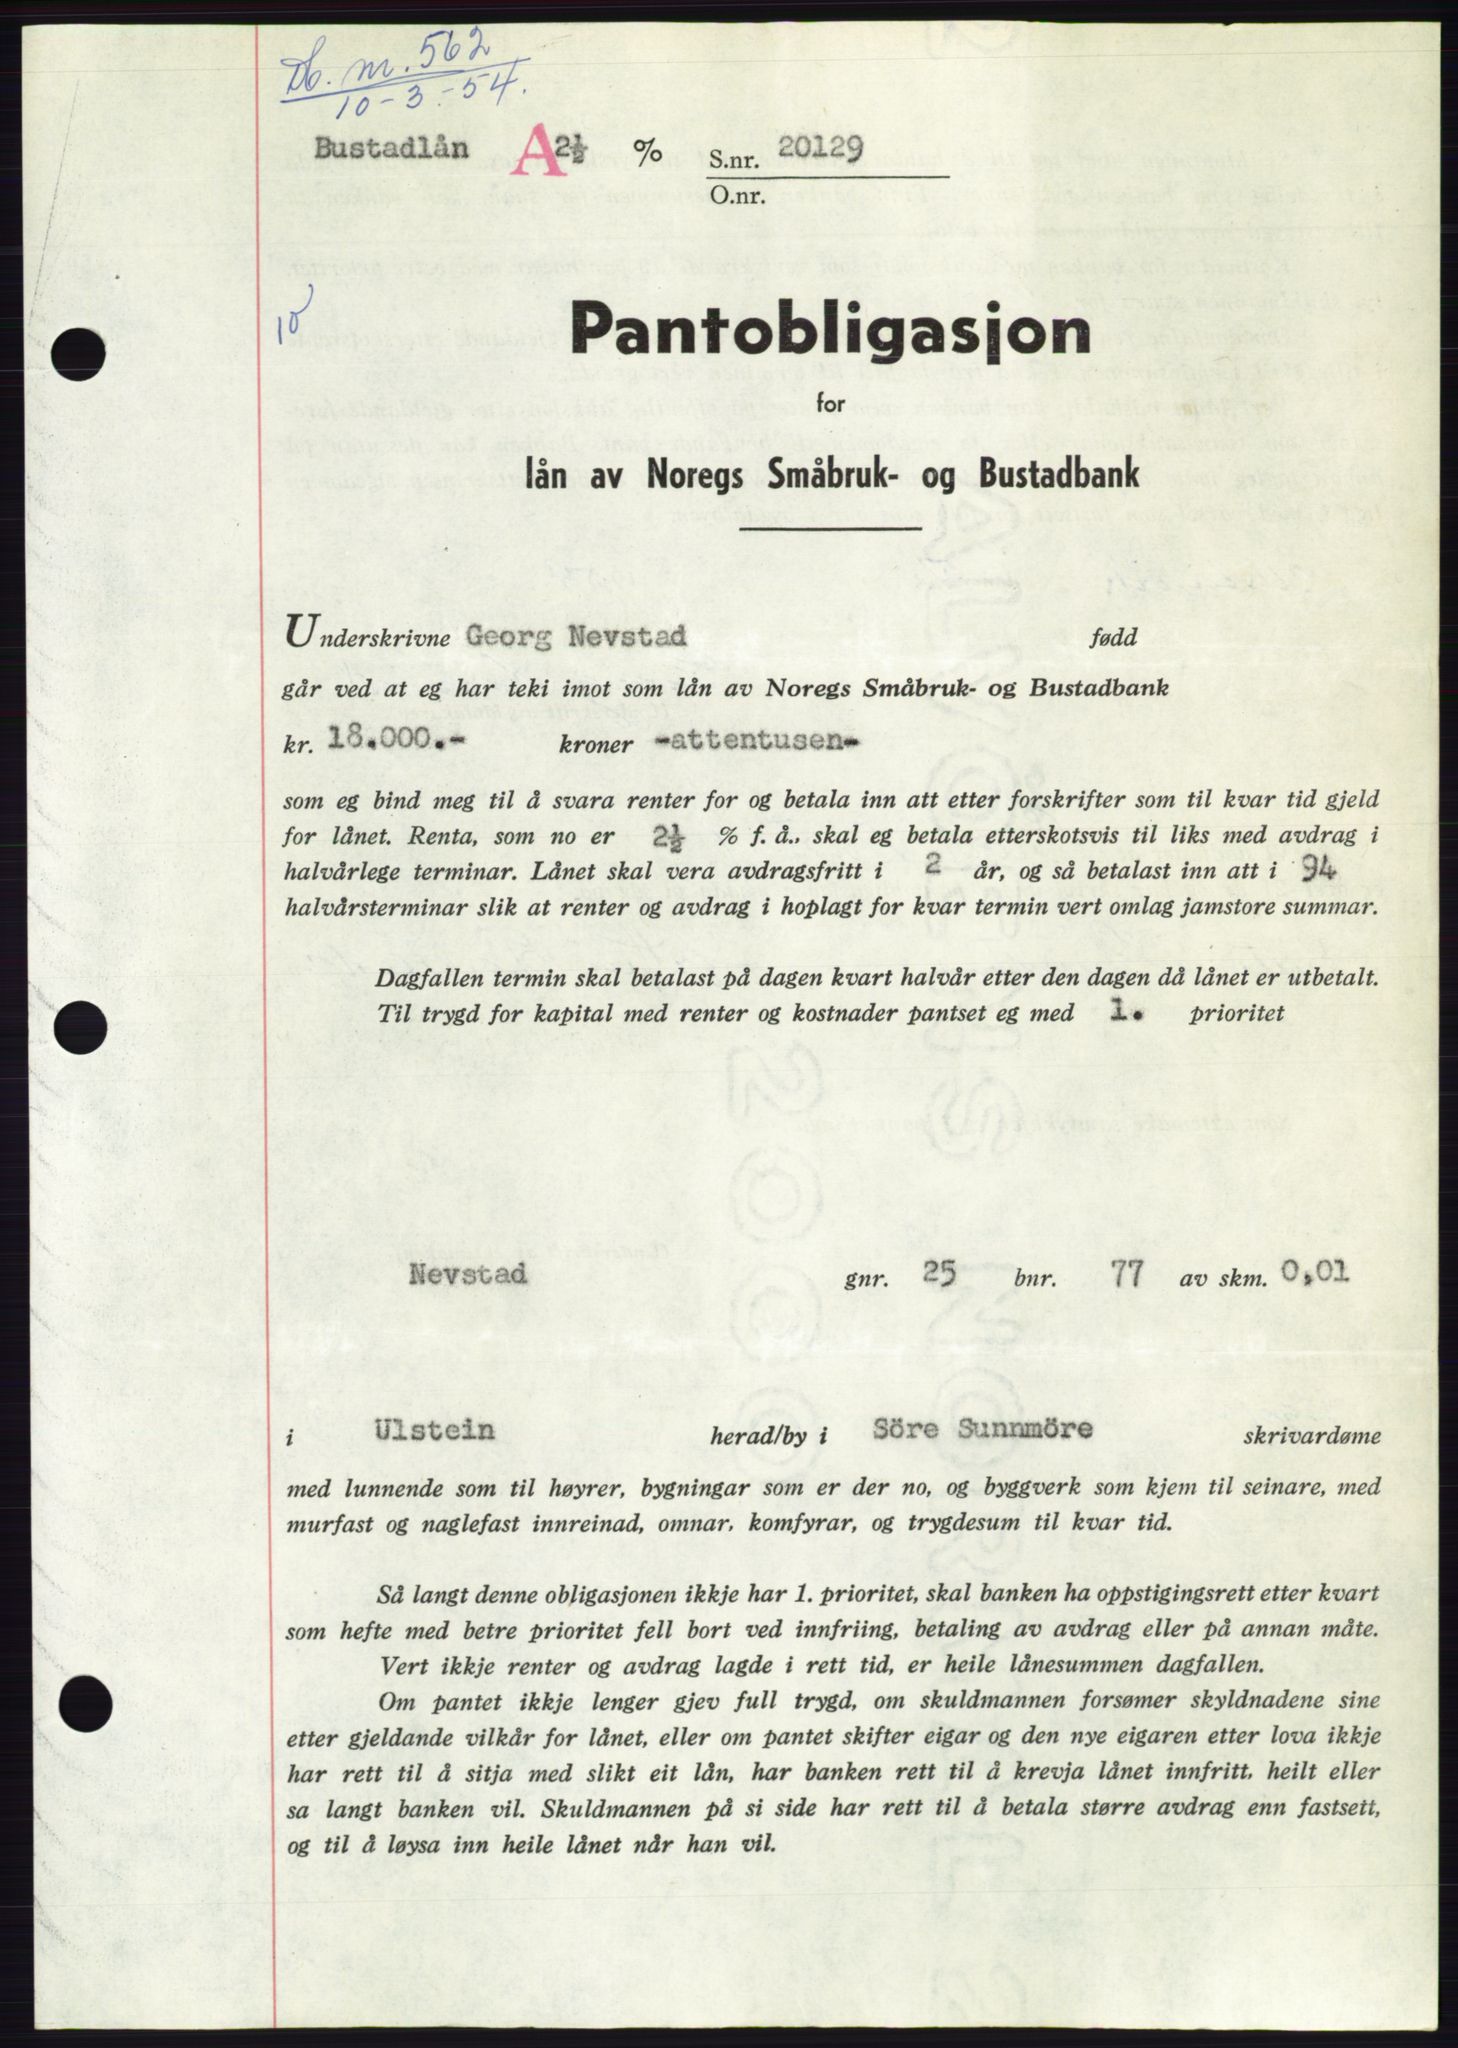 Db. nr. 562
10-3-54.
Bustadlån A 2½ % S.nr. 20129
O.nr.
10
Pantobligasjon
for
lån av Noregs Småbruk- og Bustadbank
Underskrivne Georg Nevstad fødd
går ved at eg har teki imot som lån av Noregs Småbruk- og Bustadbank
kr. 18.000.- kroner -attentusen-
som eg bind meg til å svara renter for og betala inn att etter forskrifter som til kvar tid gjeld
for lånet. Renta, som no er 2½ % f. å., skal eg betala etterskotsvis til liks med avdrag i
halvårlege terminar. Lånet skal vera avdragsfritt i 2 år, og så betalast inn att i 94
halvårsterminar slik at renter og avdrag i hoplagt for kvar termin vert omlag jamstore summar.
Dagfallen termin skal betalast på dagen kvart halvår etter den dagen då lånet er utbetalt.
Til trygd for kapital med renter og kostnader pantset eg med 1. prioritet
Nevstad gnr. 25 bnr. 77 av skm. 0,01
i Ulstein herad/by i Söre Sunnmöre skrivardøme
med lunnende som til høyrer, bygningar som er der no, og byggverk som kjem til seinare, med
murfast og naglefast innreinad, omnar, komfyrar, og trygdesum til kvar tid.
Så langt denne obligasjonen ikkje har 1. prioritet, skal banken ha oppstigingsrett etter kvart
som hefte med betre prioritet fell bort ved innfriing, betaling av avdrag eller på annan måte.
Vert ikkje renter og avdrag lagde i rett tid, er heile lånesummen dagfallen.
Om pantet ikkje lenger gjev full trygd, om skuldmannen forsømer skyldnadene sine
etter gjeldande vilkår for lånet, eller om pantet skifter eigar og den nye eigaren etter lova ikkje
har rett til å sitja med slikt eit lån, har banken rett til å krevja lånet innfritt, heilt eller
sa langt banken vil. Skuldmannen på si side har rett til å betala større avdrag enn fastsett,
og til å løysa inn heile lånet når han vil.